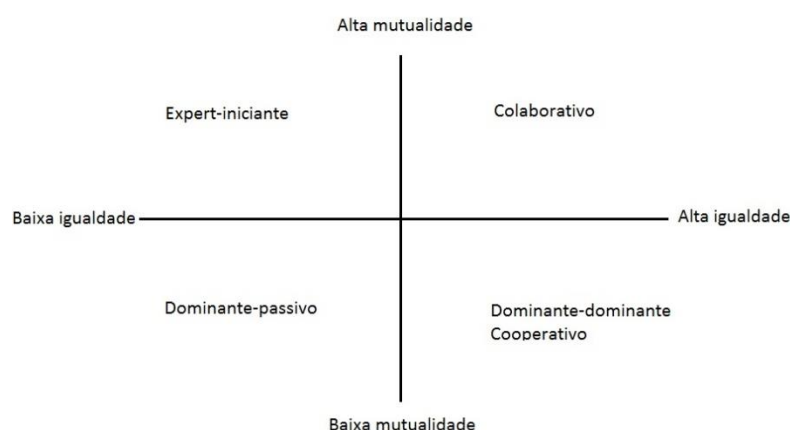 Alta mutualidade
Expert-iniciante
Colaborativo
Baixa igualdade
Alta igualdade
Dominante-passivo
Dominante-dominante
Cooperativo
Baixa mutualidade